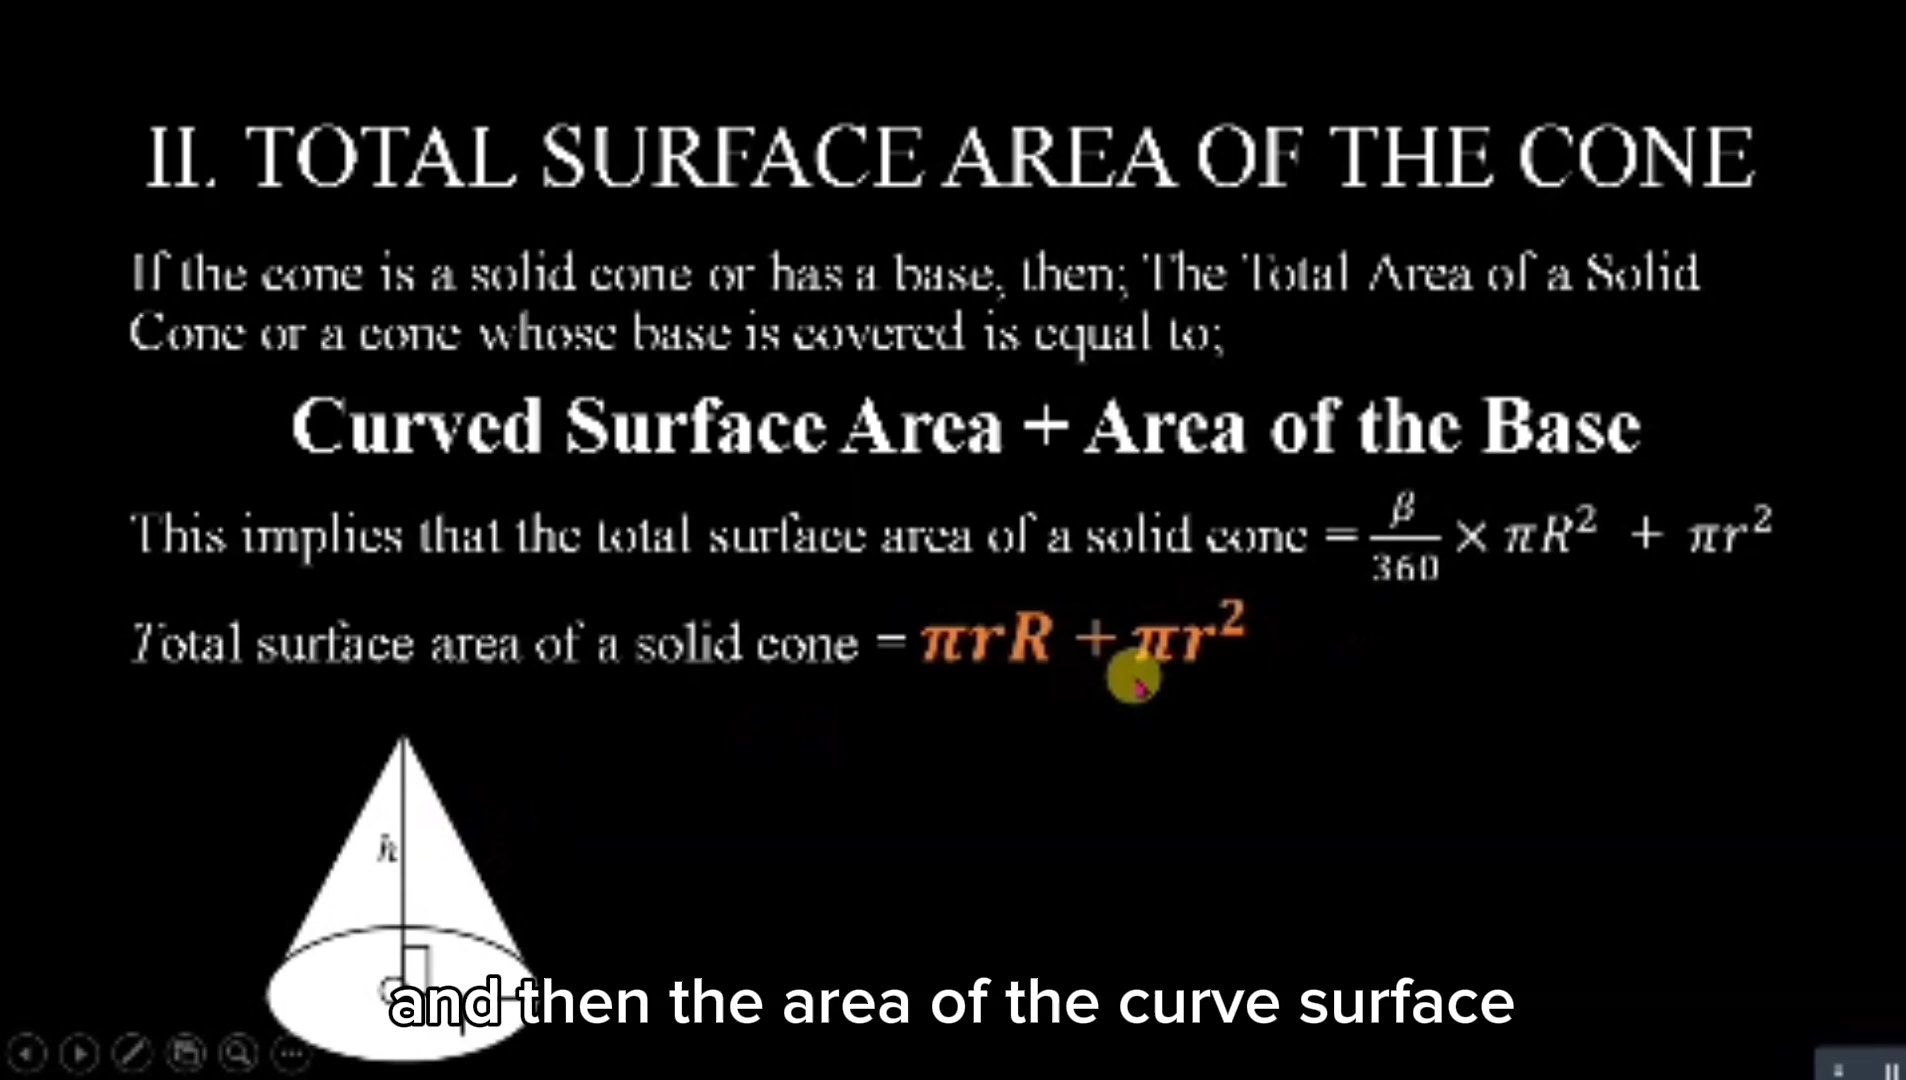 II. TOTAL SURFACE AREA OF THE CONE
If the cone is a solid cone or has a base, then; The Total Area of a Solid
Cone or a cone whose base is covered is equal to;
Curved Surface Area + Area of the Base
This implies that the total surface area of a solid cone = β/360 × πR² + πr²
Total surface area of a solid cone = πrR + πr²
h
and then the area of the curve surface